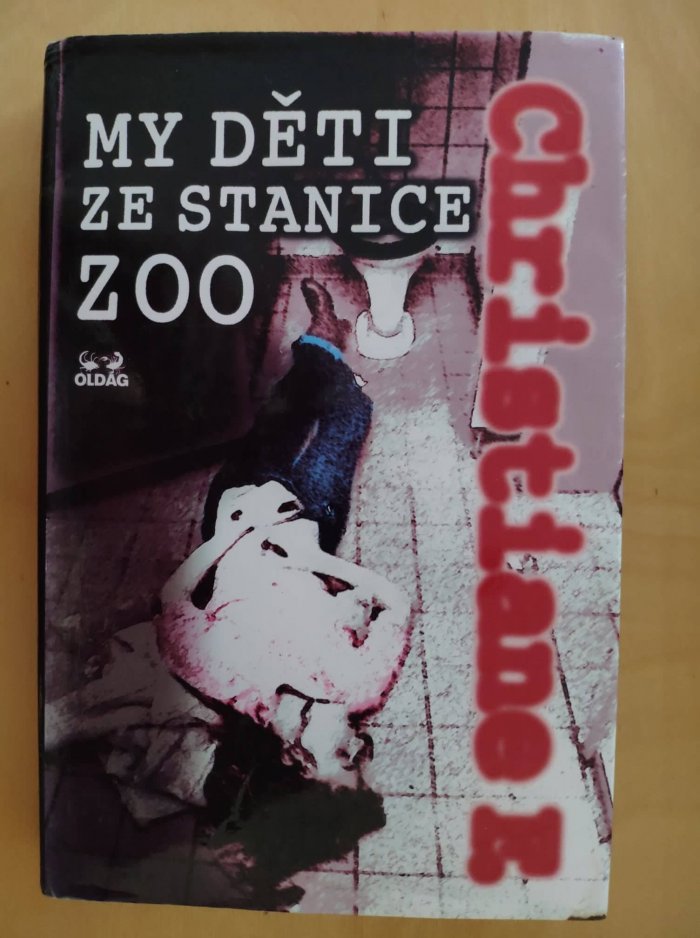 MY DĚTI
ZE STANICE
ZOO
OLDAG
Christiane F